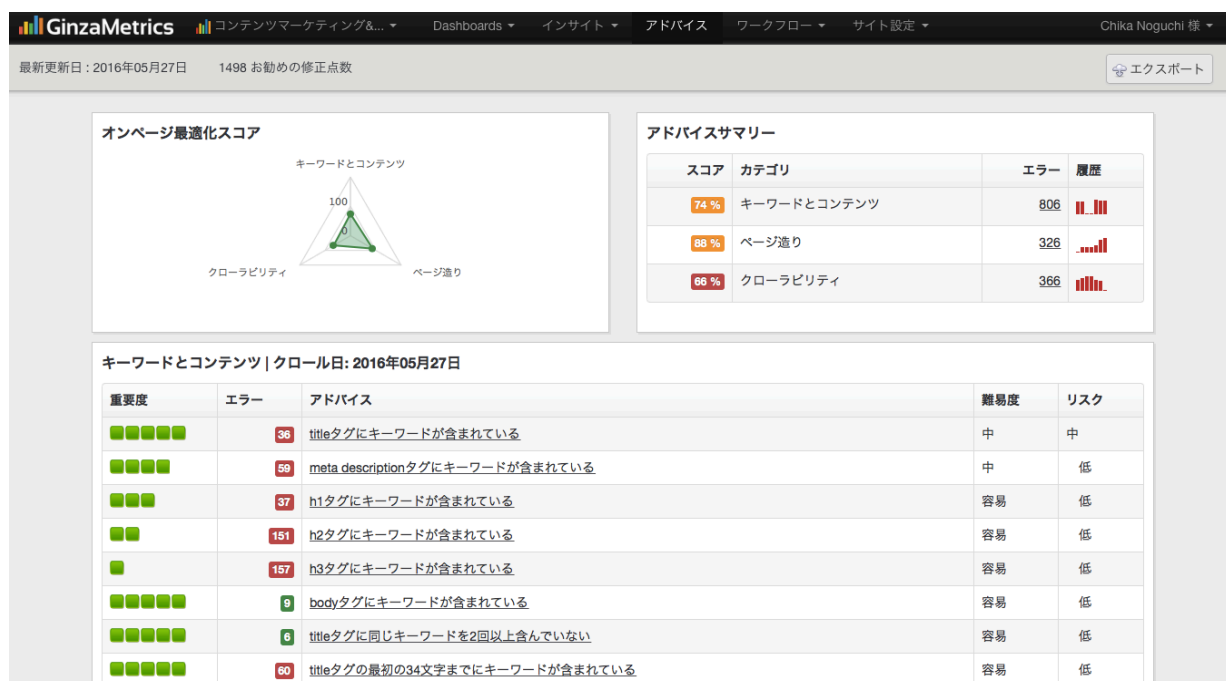 GinzaMetrics コンテンツマーケティング&... Dashboards インサイト アドバイス ワークフロー サイト設定 Chika Noguchi 様
最新更新日 : 2016年05月27日 1498 お勧めの修正点数 エクスポート
オンページ最適化スコア
キーワードとコンテンツ
100
0
クローラビリティ ページ造り
アドバイスサマリー
スコア カテゴリ エラー 履歴
74 % キーワードとコンテンツ 806
88 % ページ造り 326
66 % クローラビリティ 366
キーワードとコンテンツ | クロール日: 2016年05月27日
重要度 エラー アドバイス 難易度 リスク
36 titleタグにキーワードが含まれている 中 中
59 meta descriptionタグにキーワードが含まれている 中 低
37 h1タグにキーワードが含まれている 容易 低
151 h2タグにキーワードが含まれている 容易 低
157 h3タグにキーワードが含まれている 容易 低
9 bodyタグにキーワードが含まれている 容易 低
6 titleタグに同じキーワードを2回以上含んでいない 容易 低
60 titleタグの最初の34文字までにキーワードが含まれている 容易 低